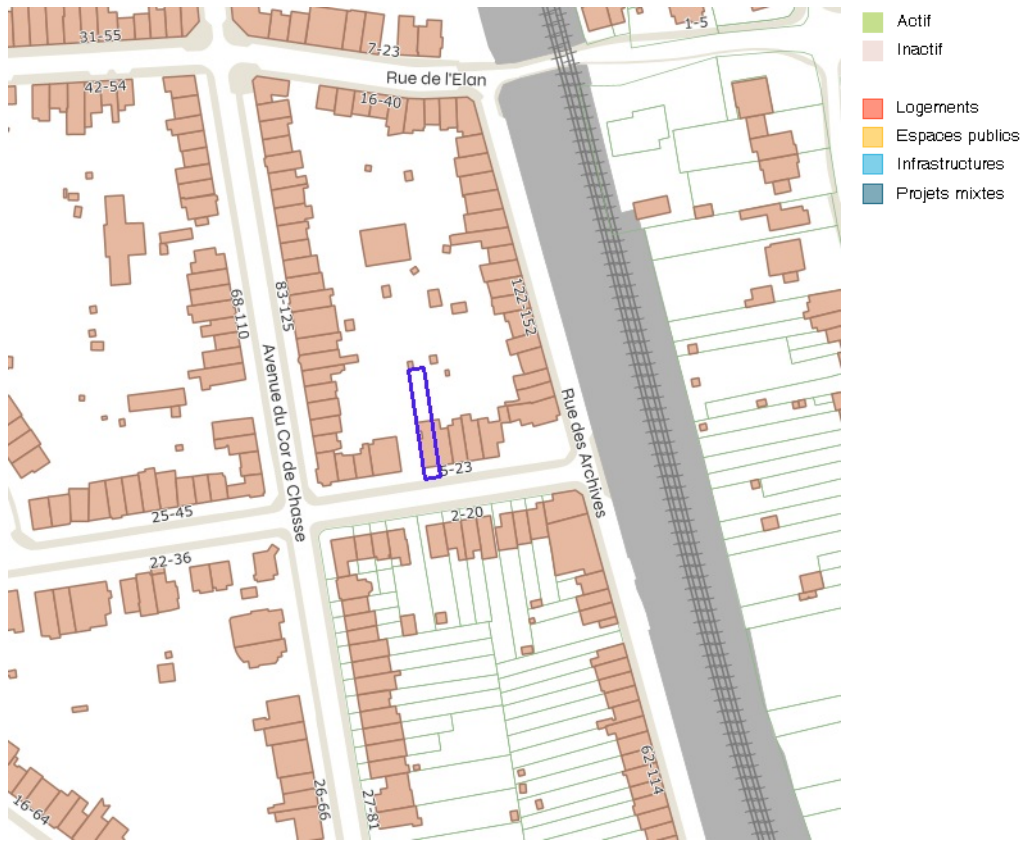 31-55
7-23
1-5
Rue de l'Elan
42-54
16-40
68-110
83-125
122-152
Avenue du Cor de Chasse
Rue des Archives
5-23
25-45
2-20
22-36
62-114
26-66
27-81
16-64
Actif
Inactif
Logements
Espaces publics
Infrastructures
Projets mixtes